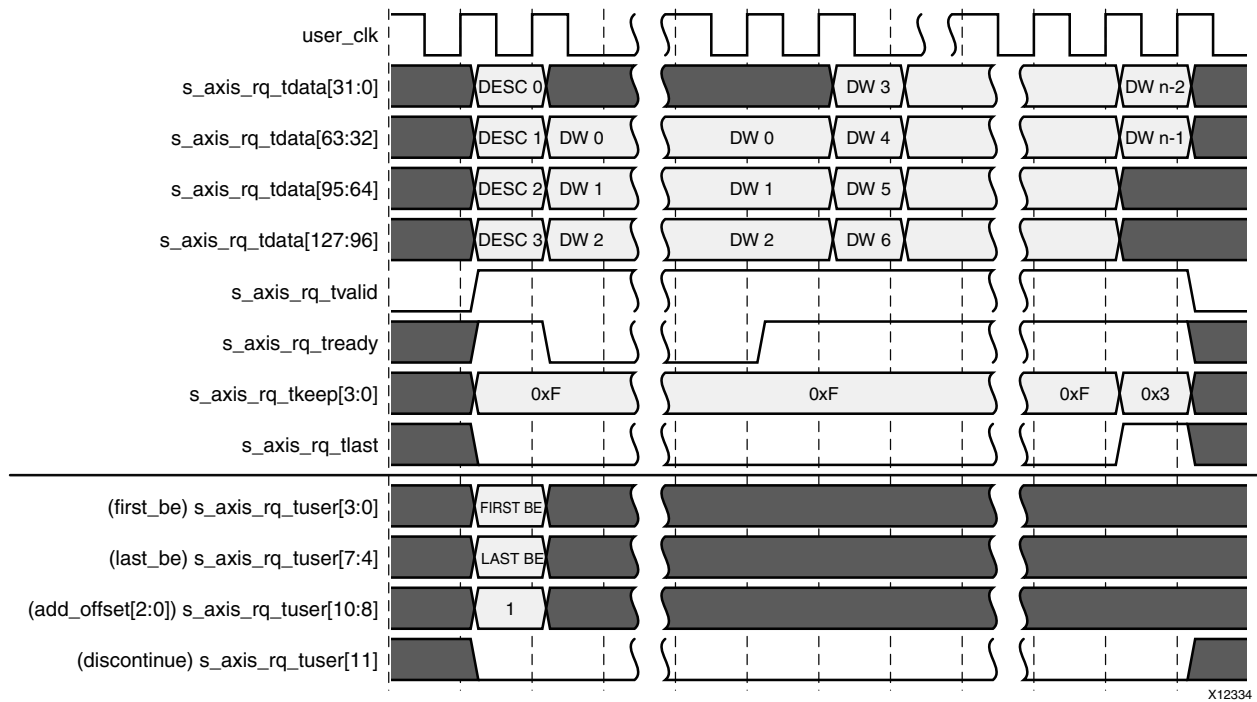 user_clk
s_axis_rq_tdata[31:0] DESC 0 DW 3 DW n-2
s_axis_rq_tdata[63:32] DESC 1 DW 0 DW 0 DW 4 DW n-1
s_axis_rq_tdata[95:64] DESC 2 DW 1 DW 1 DW 5
s_axis_rq_tdata[127:96] DESC 3 DW 2 DW 2 DW 6
s_axis_rq_tvalid
s_axis_rq_tready
s_axis_rq_tkeep[3:0] 0xF 0xF 0xF 0x3
s_axis_rq_tlast
(first_be) s_axis_rq_tuser[3:0] FIRST BE
(last_be) s_axis_rq_tuser[7:4] LAST BE
(add_offset[2:0]) s_axis_rq_tuser[10:8] 1
(discontinue) s_axis_rq_tuser[11]
X12334